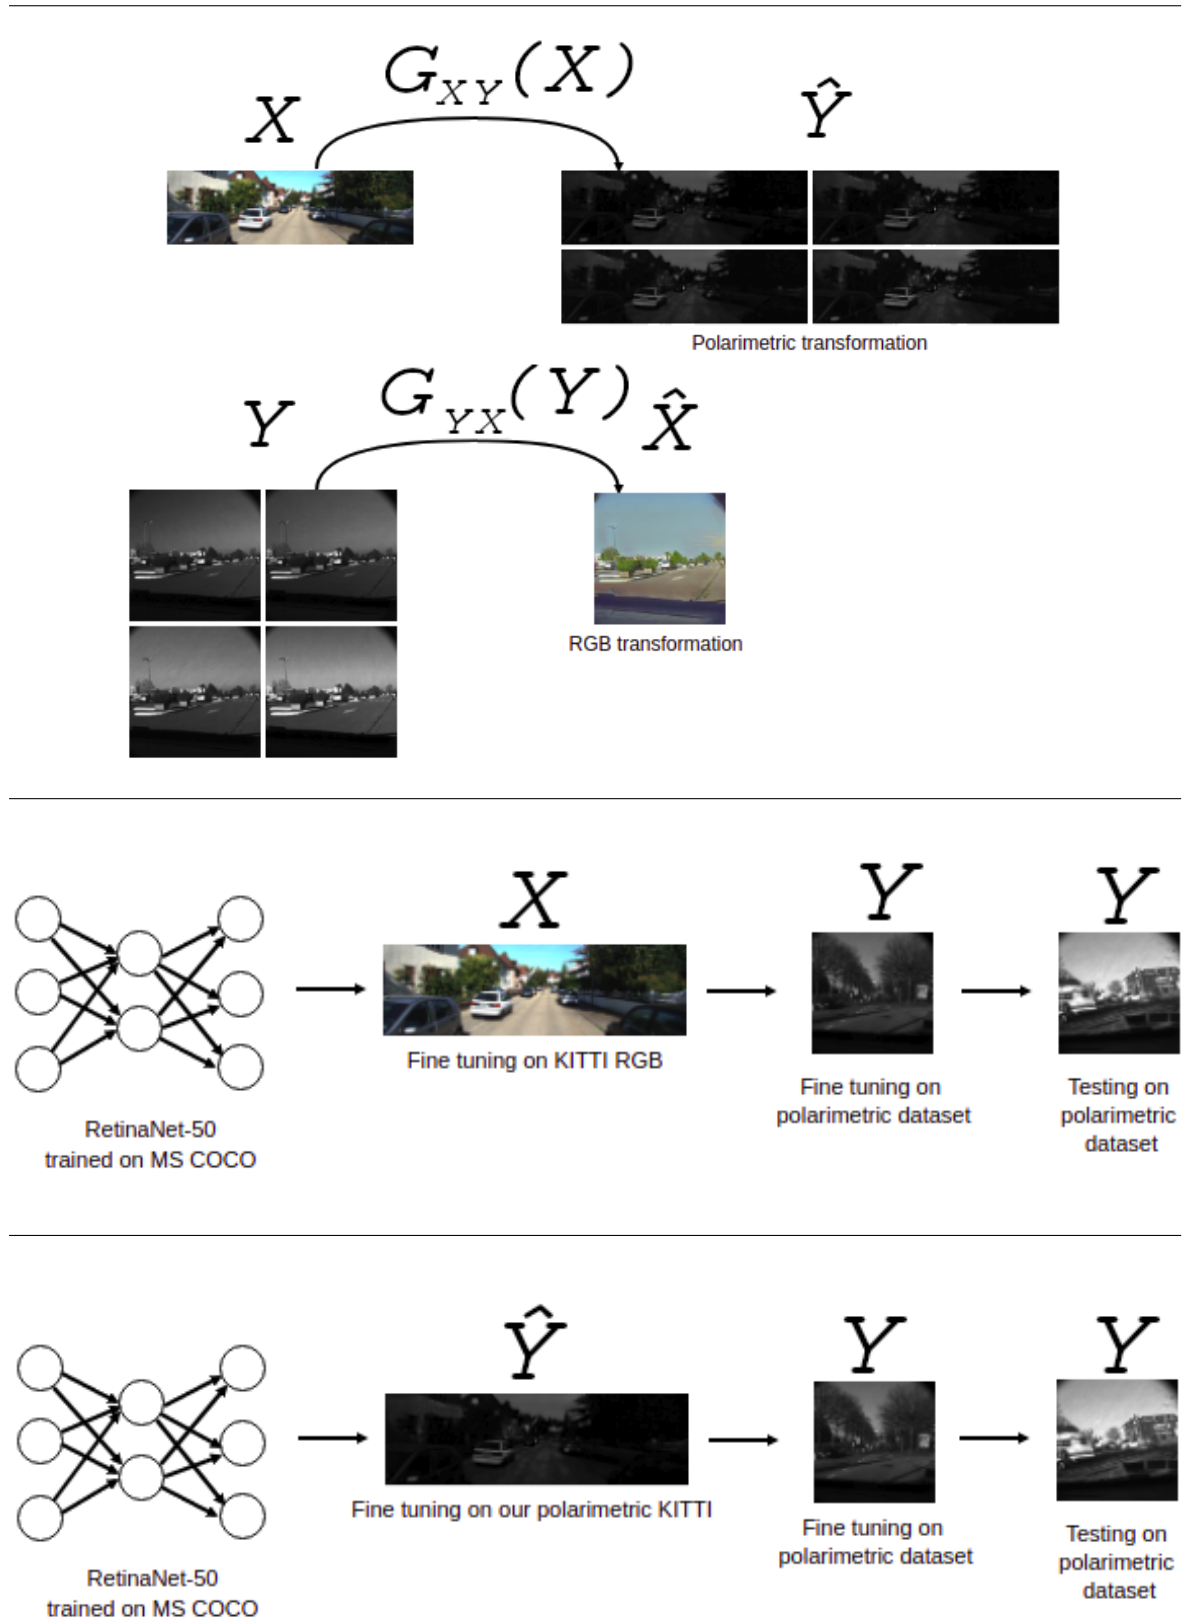 G_XY(X)
X
Ŷ
Polarimetric transformation
G_YX(Y)
Y
X̂
RGB transformation
X
Y
Y
Fine tuning on KITTI RGB
Fine tuning on
polarimetric dataset
Testing on
polarimetric
dataset
RetinaNet-50
trained on MS COCO
Ŷ
Y
Y
Fine tuning on our polarimetric KITTI
Fine tuning on
polarimetric dataset
Testing on
polarimetric
dataset
RetinaNet-50
trained on MS COCO